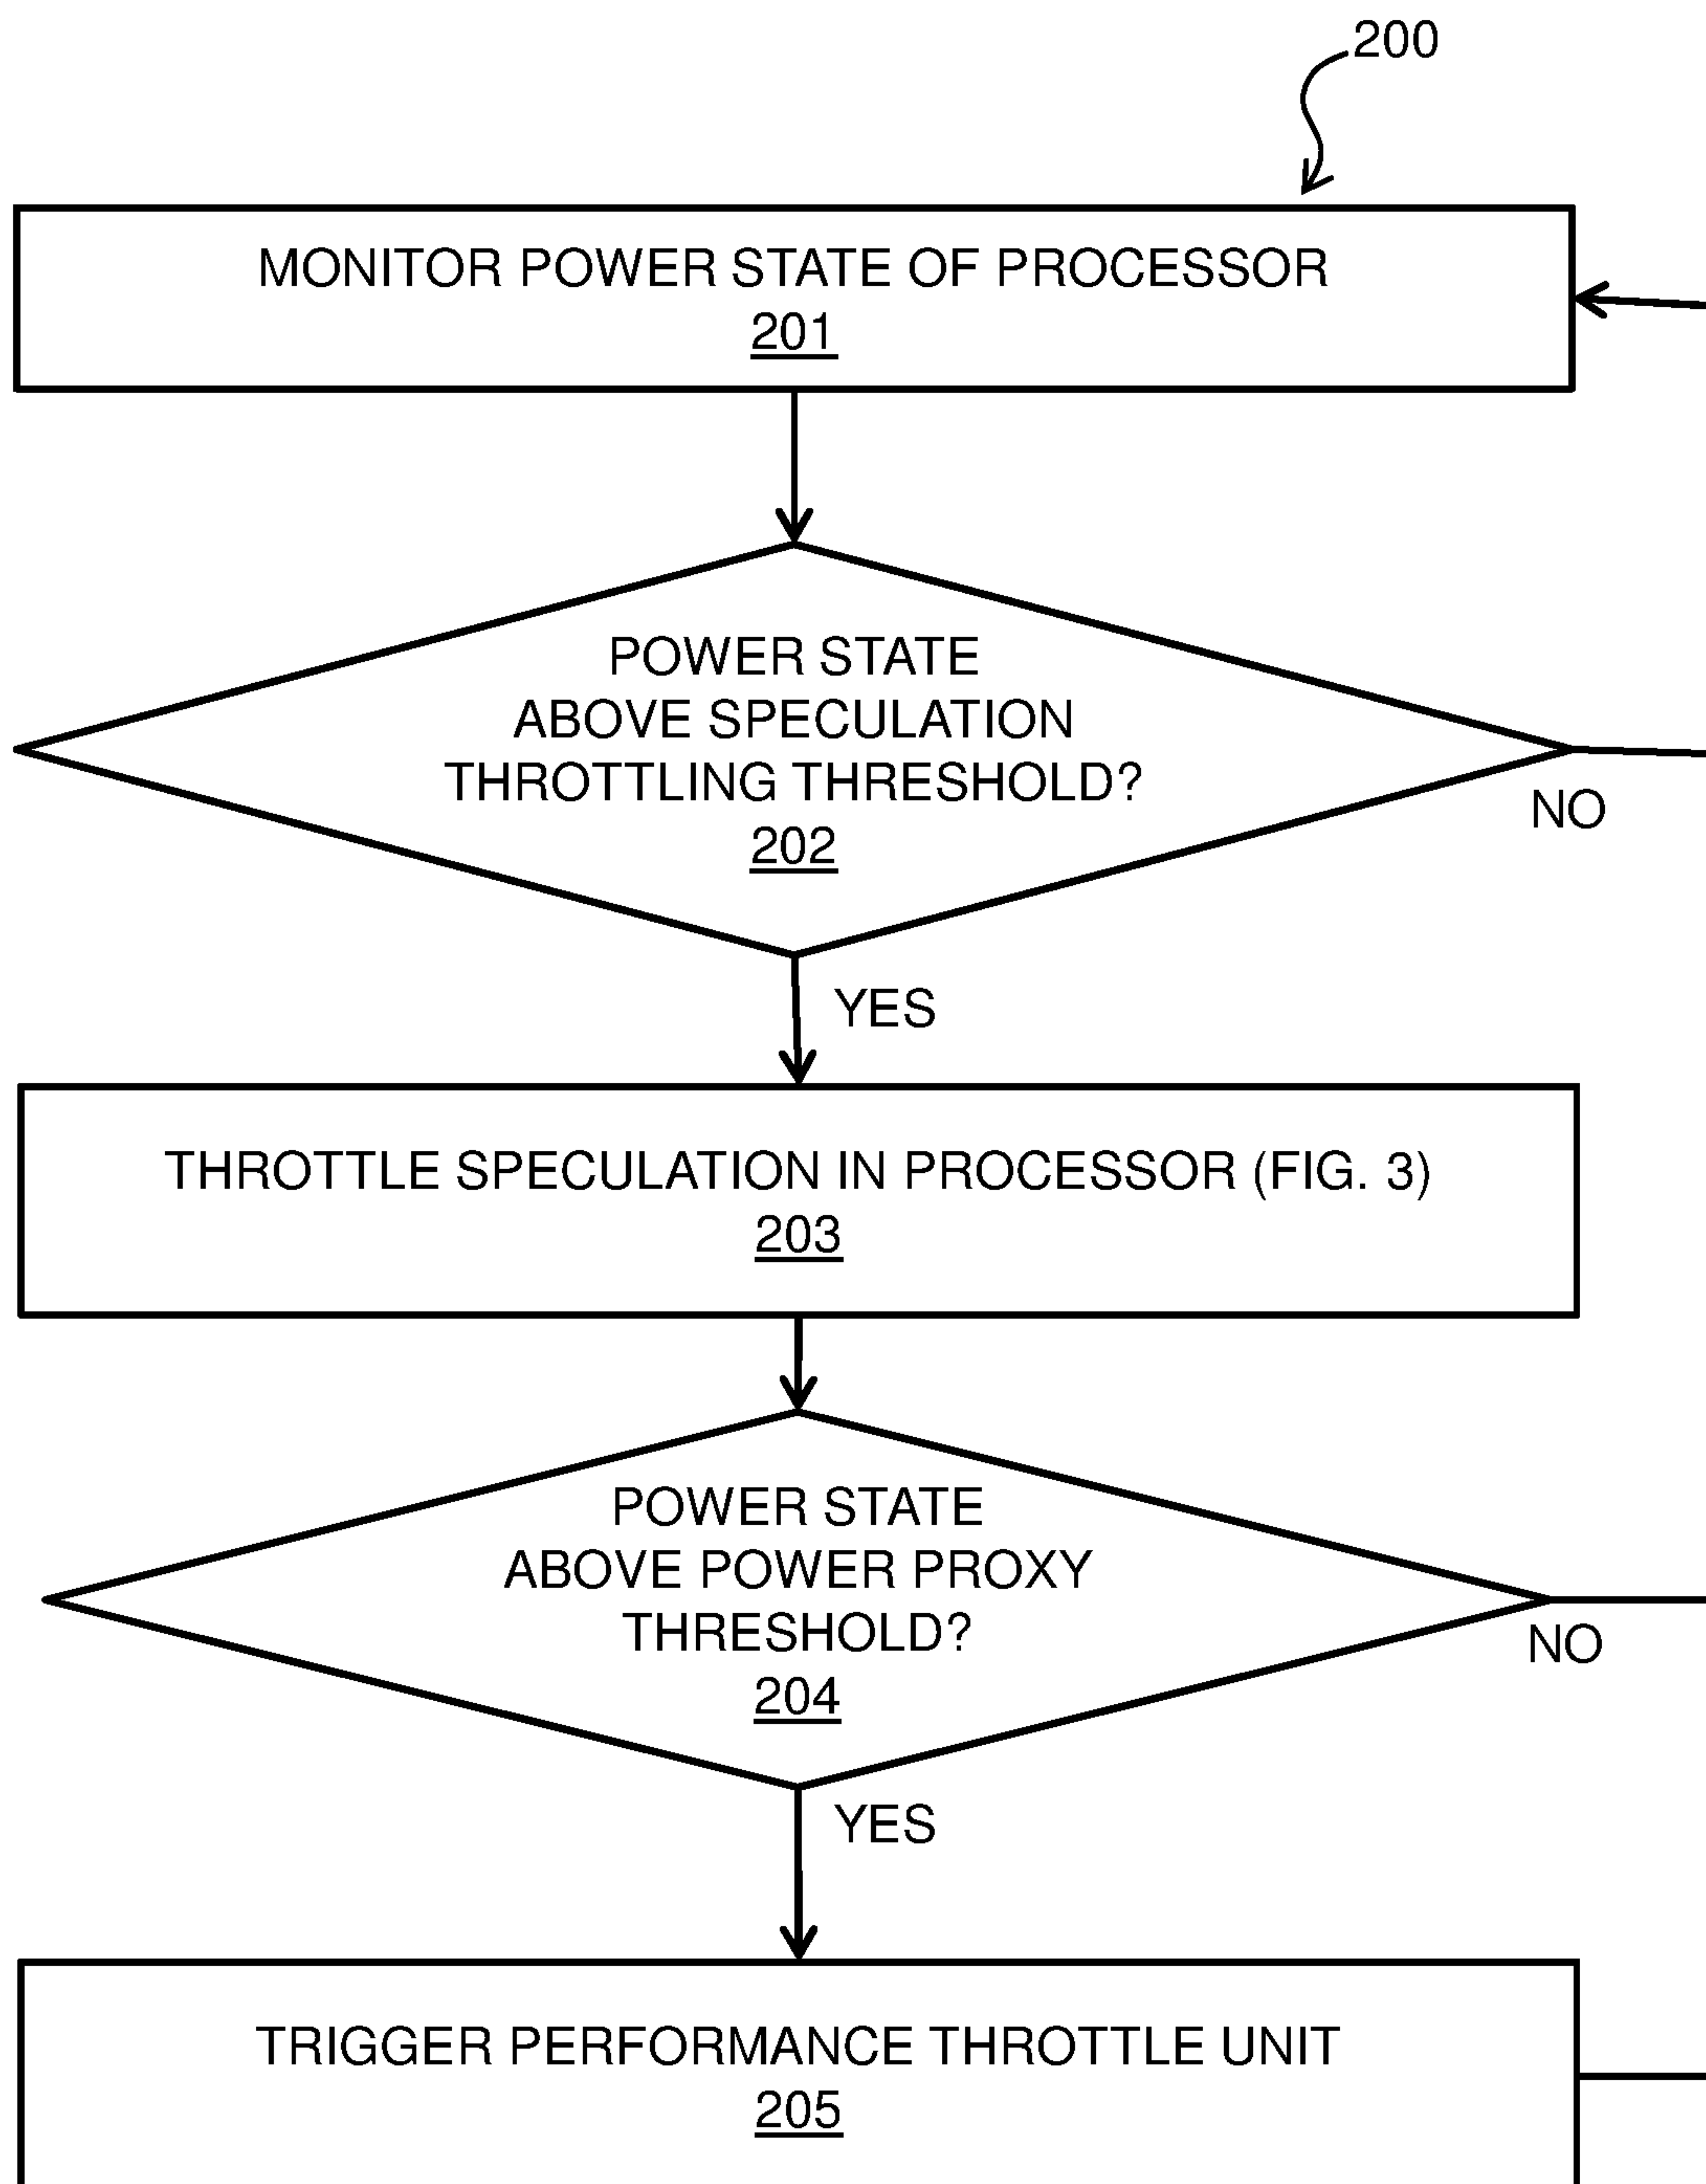 200
MONITOR POWER STATE OF PROCESSOR
201
POWER STATE
ABOVE SPECULATION
THROTTLING THRESHOLD?
202
NO
YES
THROTTLE SPECULATION IN PROCESSOR (FIG. 3)
203
POWER STATE
ABOVE POWER PROXY
THRESHOLD?
204
NO
YES
TRIGGER PERFORMANCE THROTTLE UNIT
205